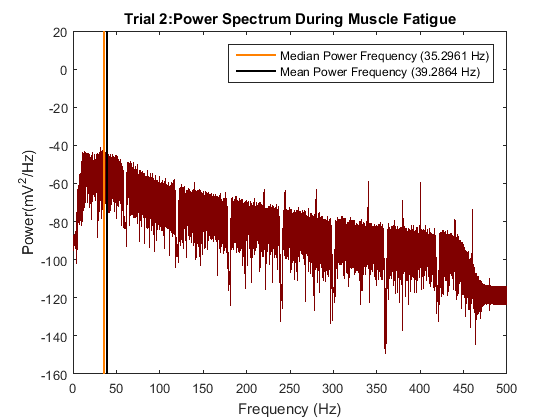 Trial 2:Power Spectrum During Muscle Fatigue
Median Power Frequency (35.2961 Hz)
Mean Power Frequency (39.2864 Hz)
Power(mV²/Hz)
20
0
-20
-40
-60
-80
-100
-120
-140
-160
0 50 100 150 200 250 300 350 400 450 500
Frequency (Hz)